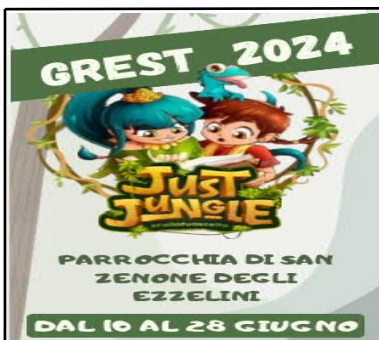 GREST 2024
JUST
JUNGLE
PARROCCHIA DI SAN
ZENONE DEGLI
EZZELINI
DAL 10 AL 28 GIUGNO